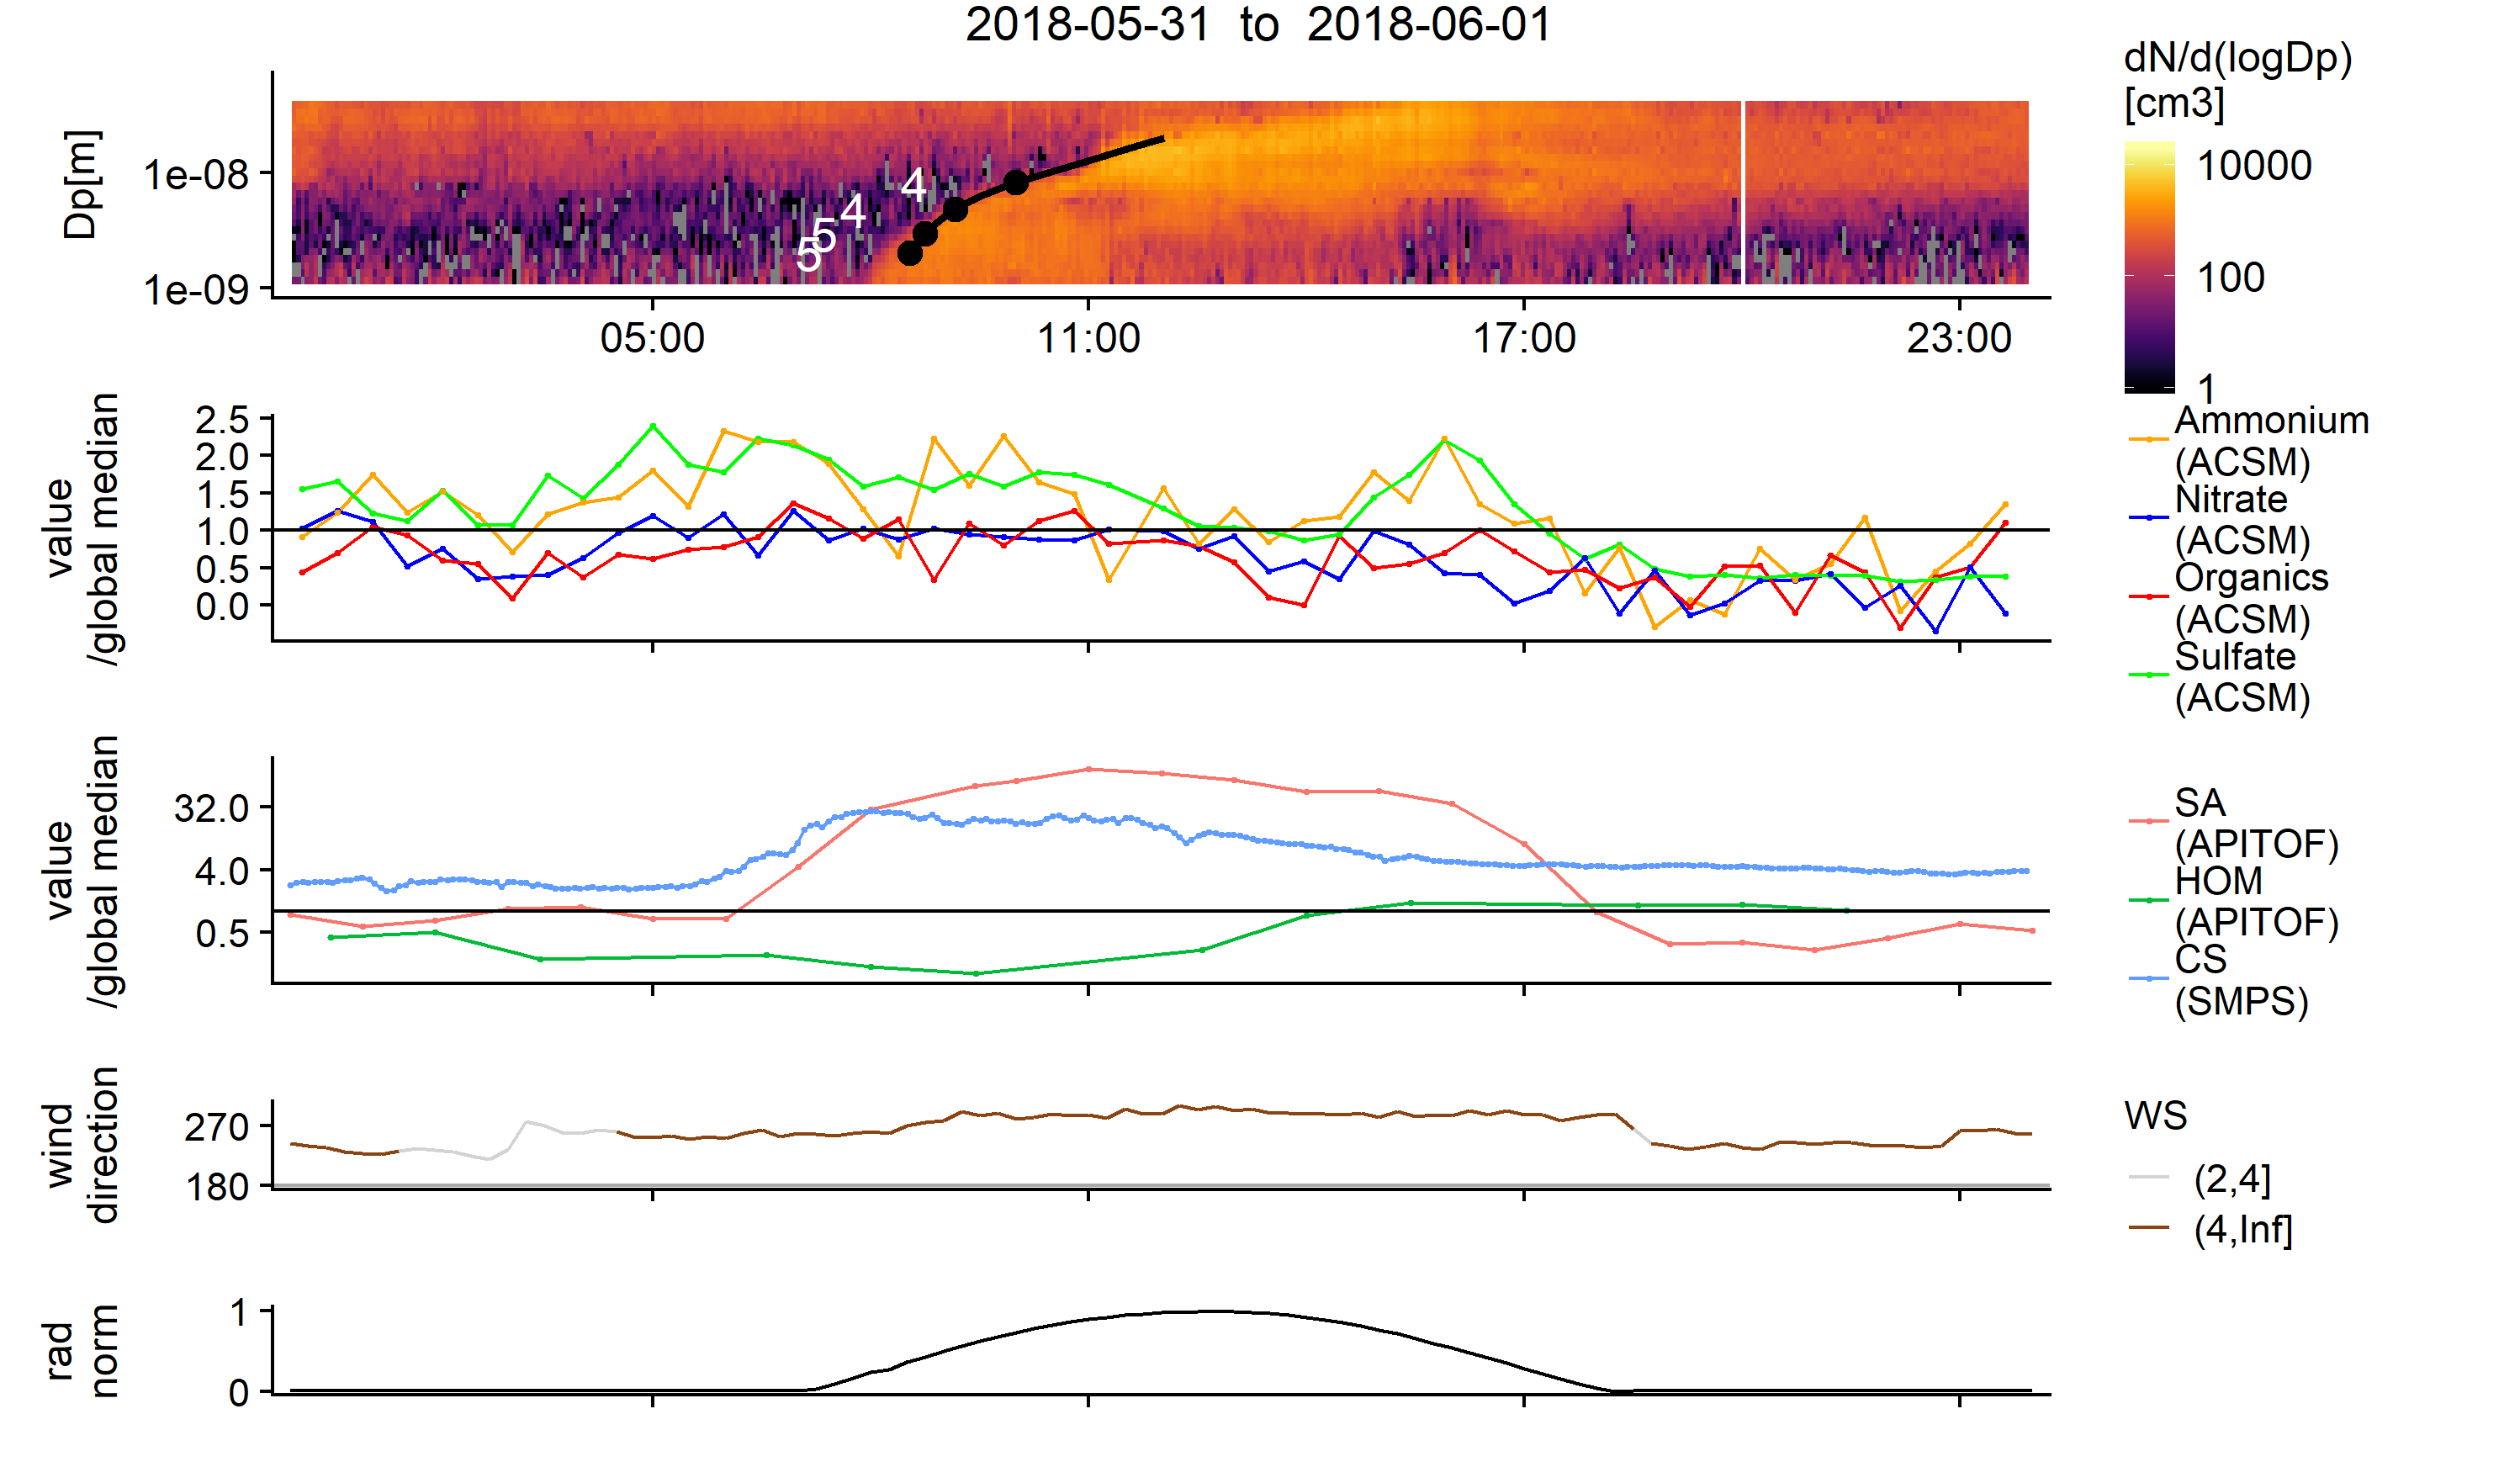 2018-05-31 to 2018-06-01
Dp[m]
1e-08
1e-09
4
4
5
5
05:00
11:00
17:00
23:00
dN/d(logDp)
[cm3]
10000
100
1
value
/global median
2.5
2.0
1.5
1.0
0.5
0.0
Ammonium
(ACSM)
Nitrate
(ACSM)
Organics
(ACSM)
Sulfate
(ACSM)
value
/global median
32.0
4.0
0.5
SA
(APITOF)
HOM
(APITOF)
CS
(SMPS)
wind
direction
270
180
WS
(2,4]
(4,Inf]
rad
norm
1
0